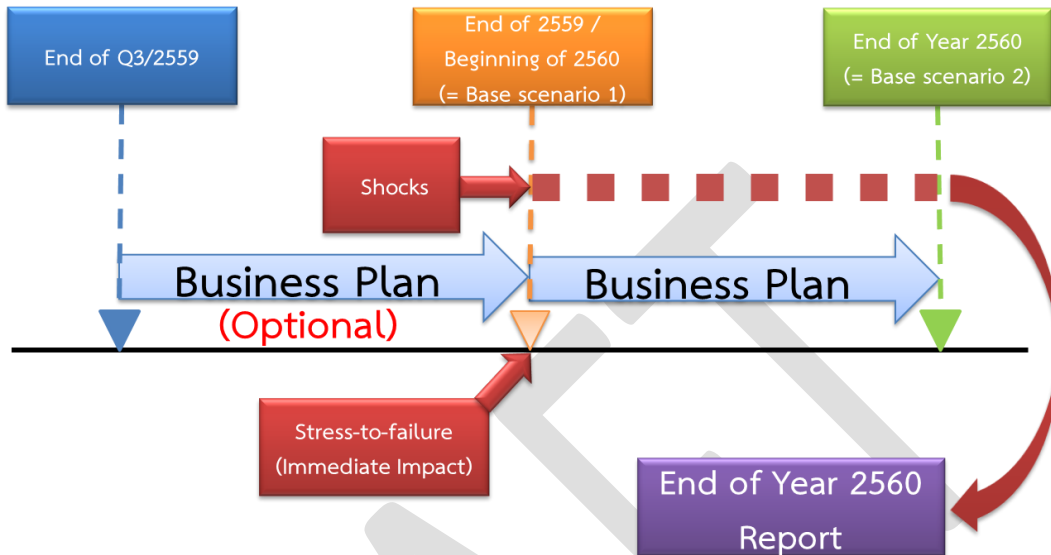 End of Q3/2559
End of 2559 /
Beginning of 2560
(= Base scenario 1)
End of Year 2560
(= Base scenario 2)
Shocks
Business Plan
(Optional)
Business Plan
Stress-to-failure
(Immediate Impact)
End of Year 2560
Report